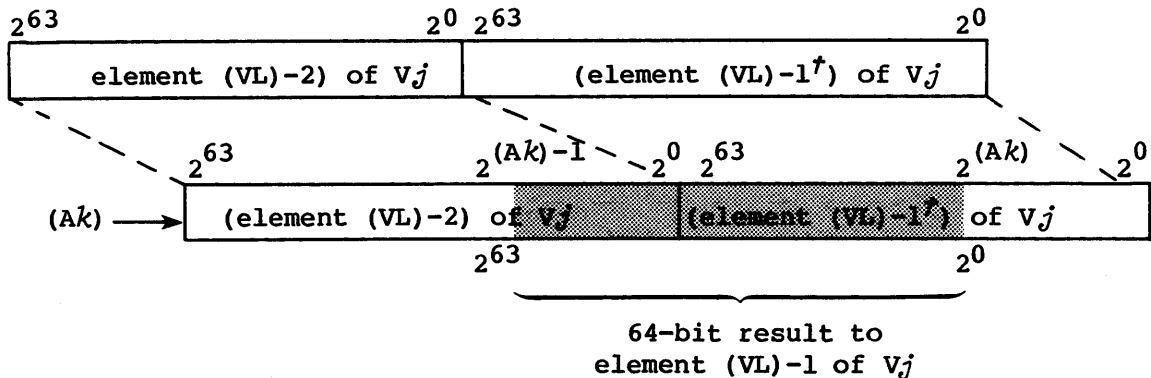 2^63 2^0 2^63 2^0
element (VL)-2) of Vj (element (VL)-1†) of Vj
2^63 2^(Ak)-1 2^0 2^63 2^(Ak) 2^0
(Ak) (element (VL)-2) of Vj (element (VL)-1†) of Vj
2^63 2^0
64-bit result to
element (VL)-1 of Vj